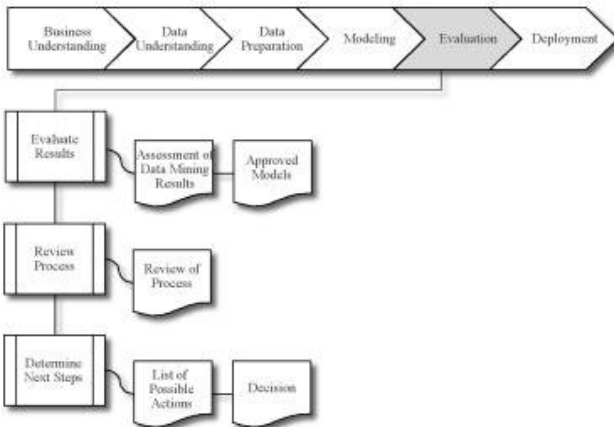 Business
Understanding
Data
Understanding
Data
Preparation
Modeling
Evaluation
Deployment
Evaluate
Results
Assessment of
Data Mining
Results
Approved
Models
Review
Process
Review of
Process
Determine
Next Steps
List of
Possible
Actions
Decision